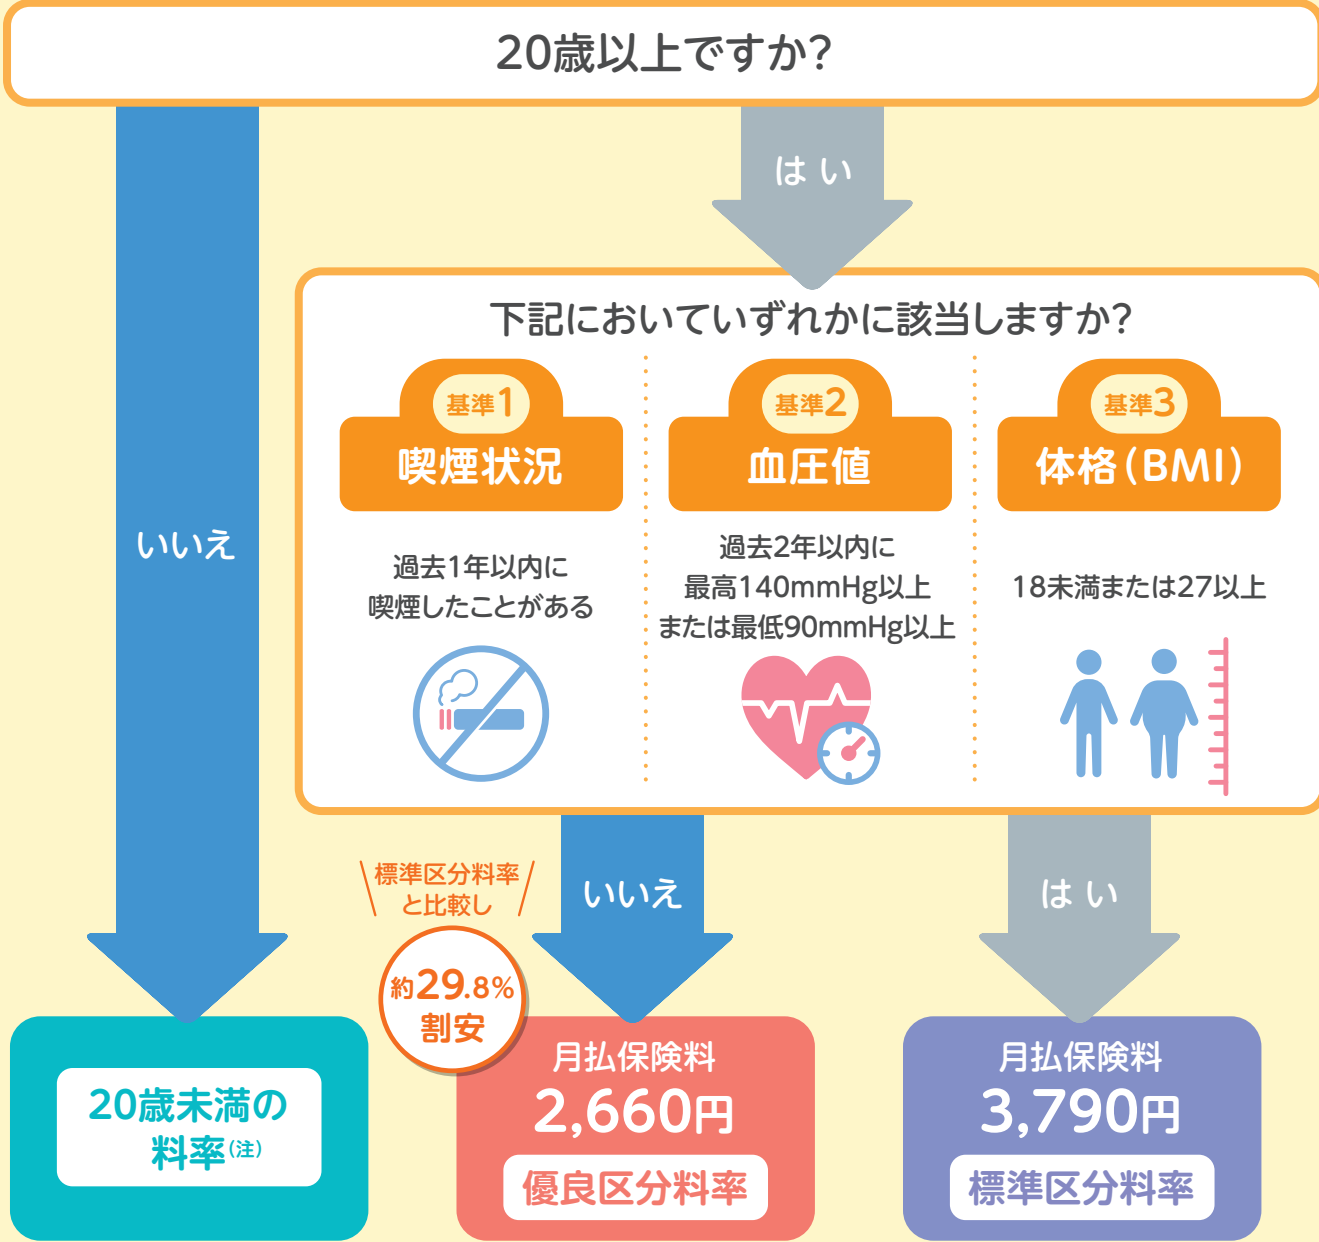 20歳以上ですか?
はい
いいえ
下記においていずれかに該当しますか?
基準1
喫煙状況
過去1年以内に
喫煙したことがある
基準2
血圧値
過去2年以内に
最高140mmHg以上
または最低90mmHg以上
基準3
体格(BMI)
18未満または27以上
標準区分料率
と比較し
約29.8%
割安
いいえ
はい
20歳未満の
料率(注)
月払保険料
2,660円
優良区分料率
月払保険料
3,790円
標準区分料率